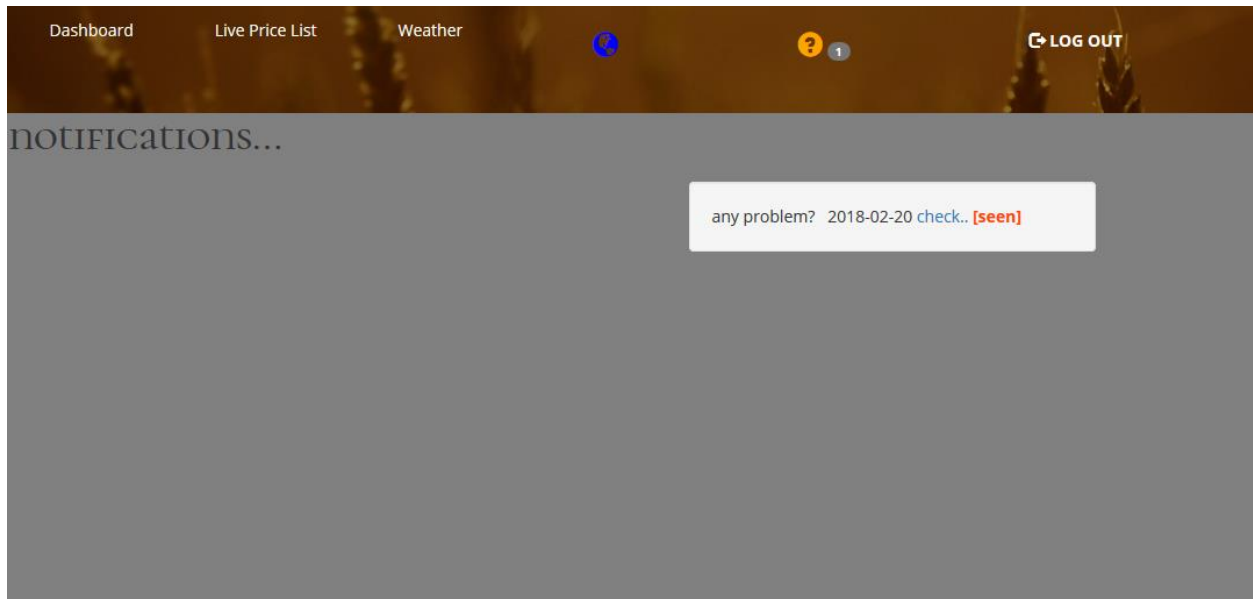 Dashboard Live Price List Weather ? 1 LOG OUT
notifications...
any problem? 2018-02-20 check.. [seen]